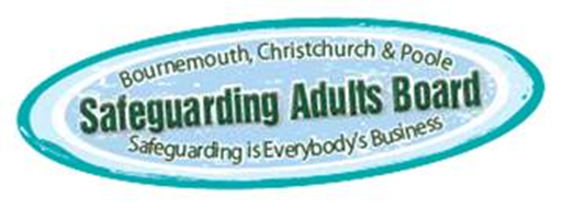 Bournemouth, Christchurch & Poole
Safeguarding Adults Board
Safeguarding is Everybody's Business